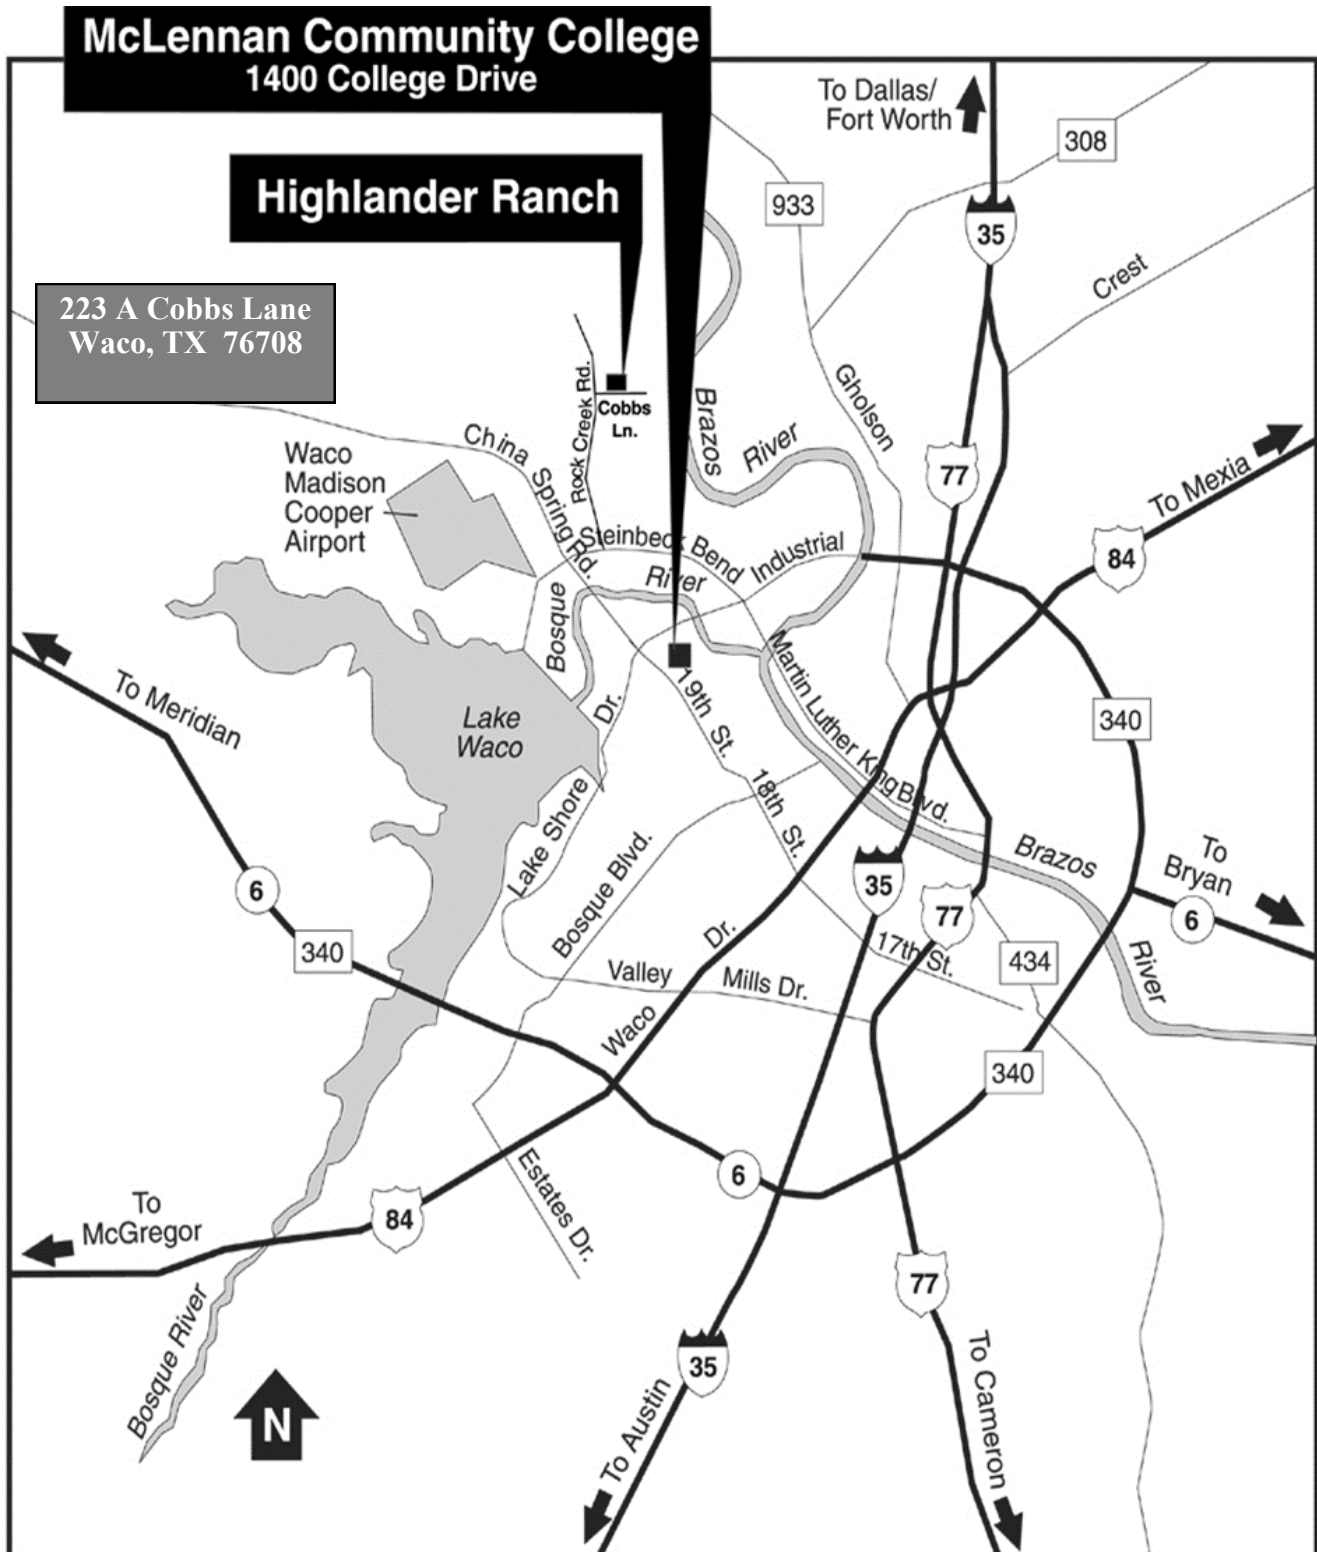 McLennan Community College
1400 College Drive
To Dallas/
Fort Worth
308
Highlander Ranch
933
35
Crest
223 A Cobbs Lane
Waco, TX  76708
Rock Creek Rd.
Cobbs
Ln.
Brazos
River
Gholson
China
Spring Rd.
Waco
Madison
Cooper
Airport
77
To Mexia
84
Steinbeck Bend
Industrial
River
Bosque
Martin Luther King Blvd.
To Meridian
Lake
Waco
Dr.
19th St.
340
18th St.
Lake Shore
Bosque Blvd.
Brazos
To
Bryan
6
35
77
6
340
Dr.
17th St.
434
River
Valley
Mills Dr.
Waco
340
Estates Dr.
6
To
McGregor
84
77
Bosque River
35
To Cameron
To Austin
N